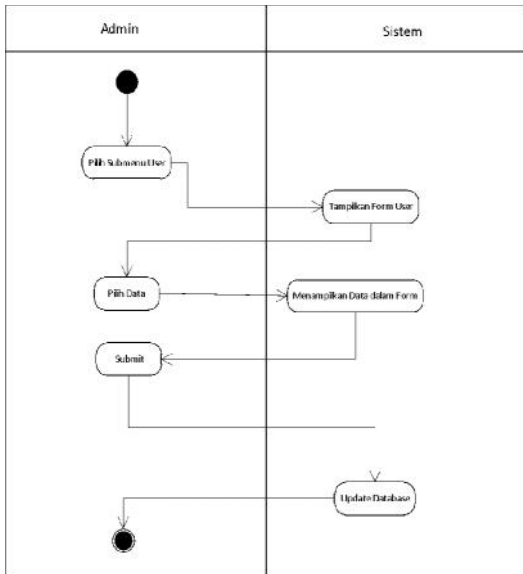 Admin
Sistem
Pilih Submenu User
Tampilkan Form User
Pilih Data
Menampilkan Data dalam Form
Submit
Update Database